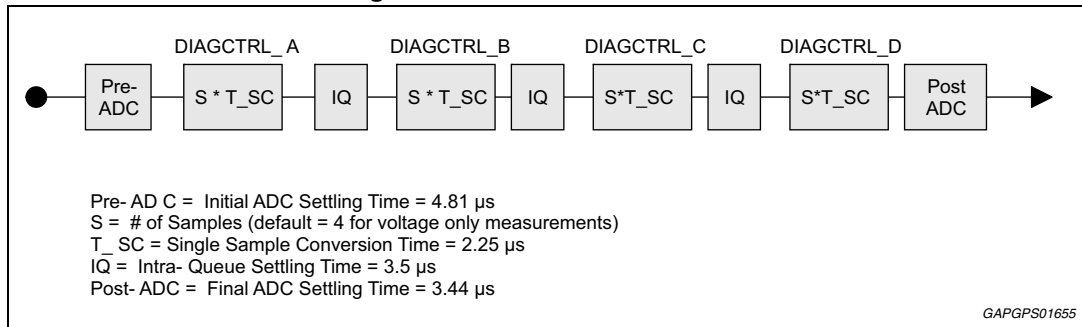 DIAGCTRL_ A DIAGCTRL_B DIAGCTRL_C DIAGCTRL_D
Pre-
ADC
S * T_SC
IQ
S * T_SC
IQ
S*T_SC
IQ
S*T_SC
Post
ADC
Pre- AD C = Initial ADC Settling Time = 4.81 µs
S = # of Samples (default = 4 for voltage only measurements)
T_ SC = Single Sample Conversion Time = 2.25 µs
IQ = Intra- Queue Settling Time = 3.5 µs
Post- ADC = Final ADC Settling Time = 3.44 µs
GAPGPS01655